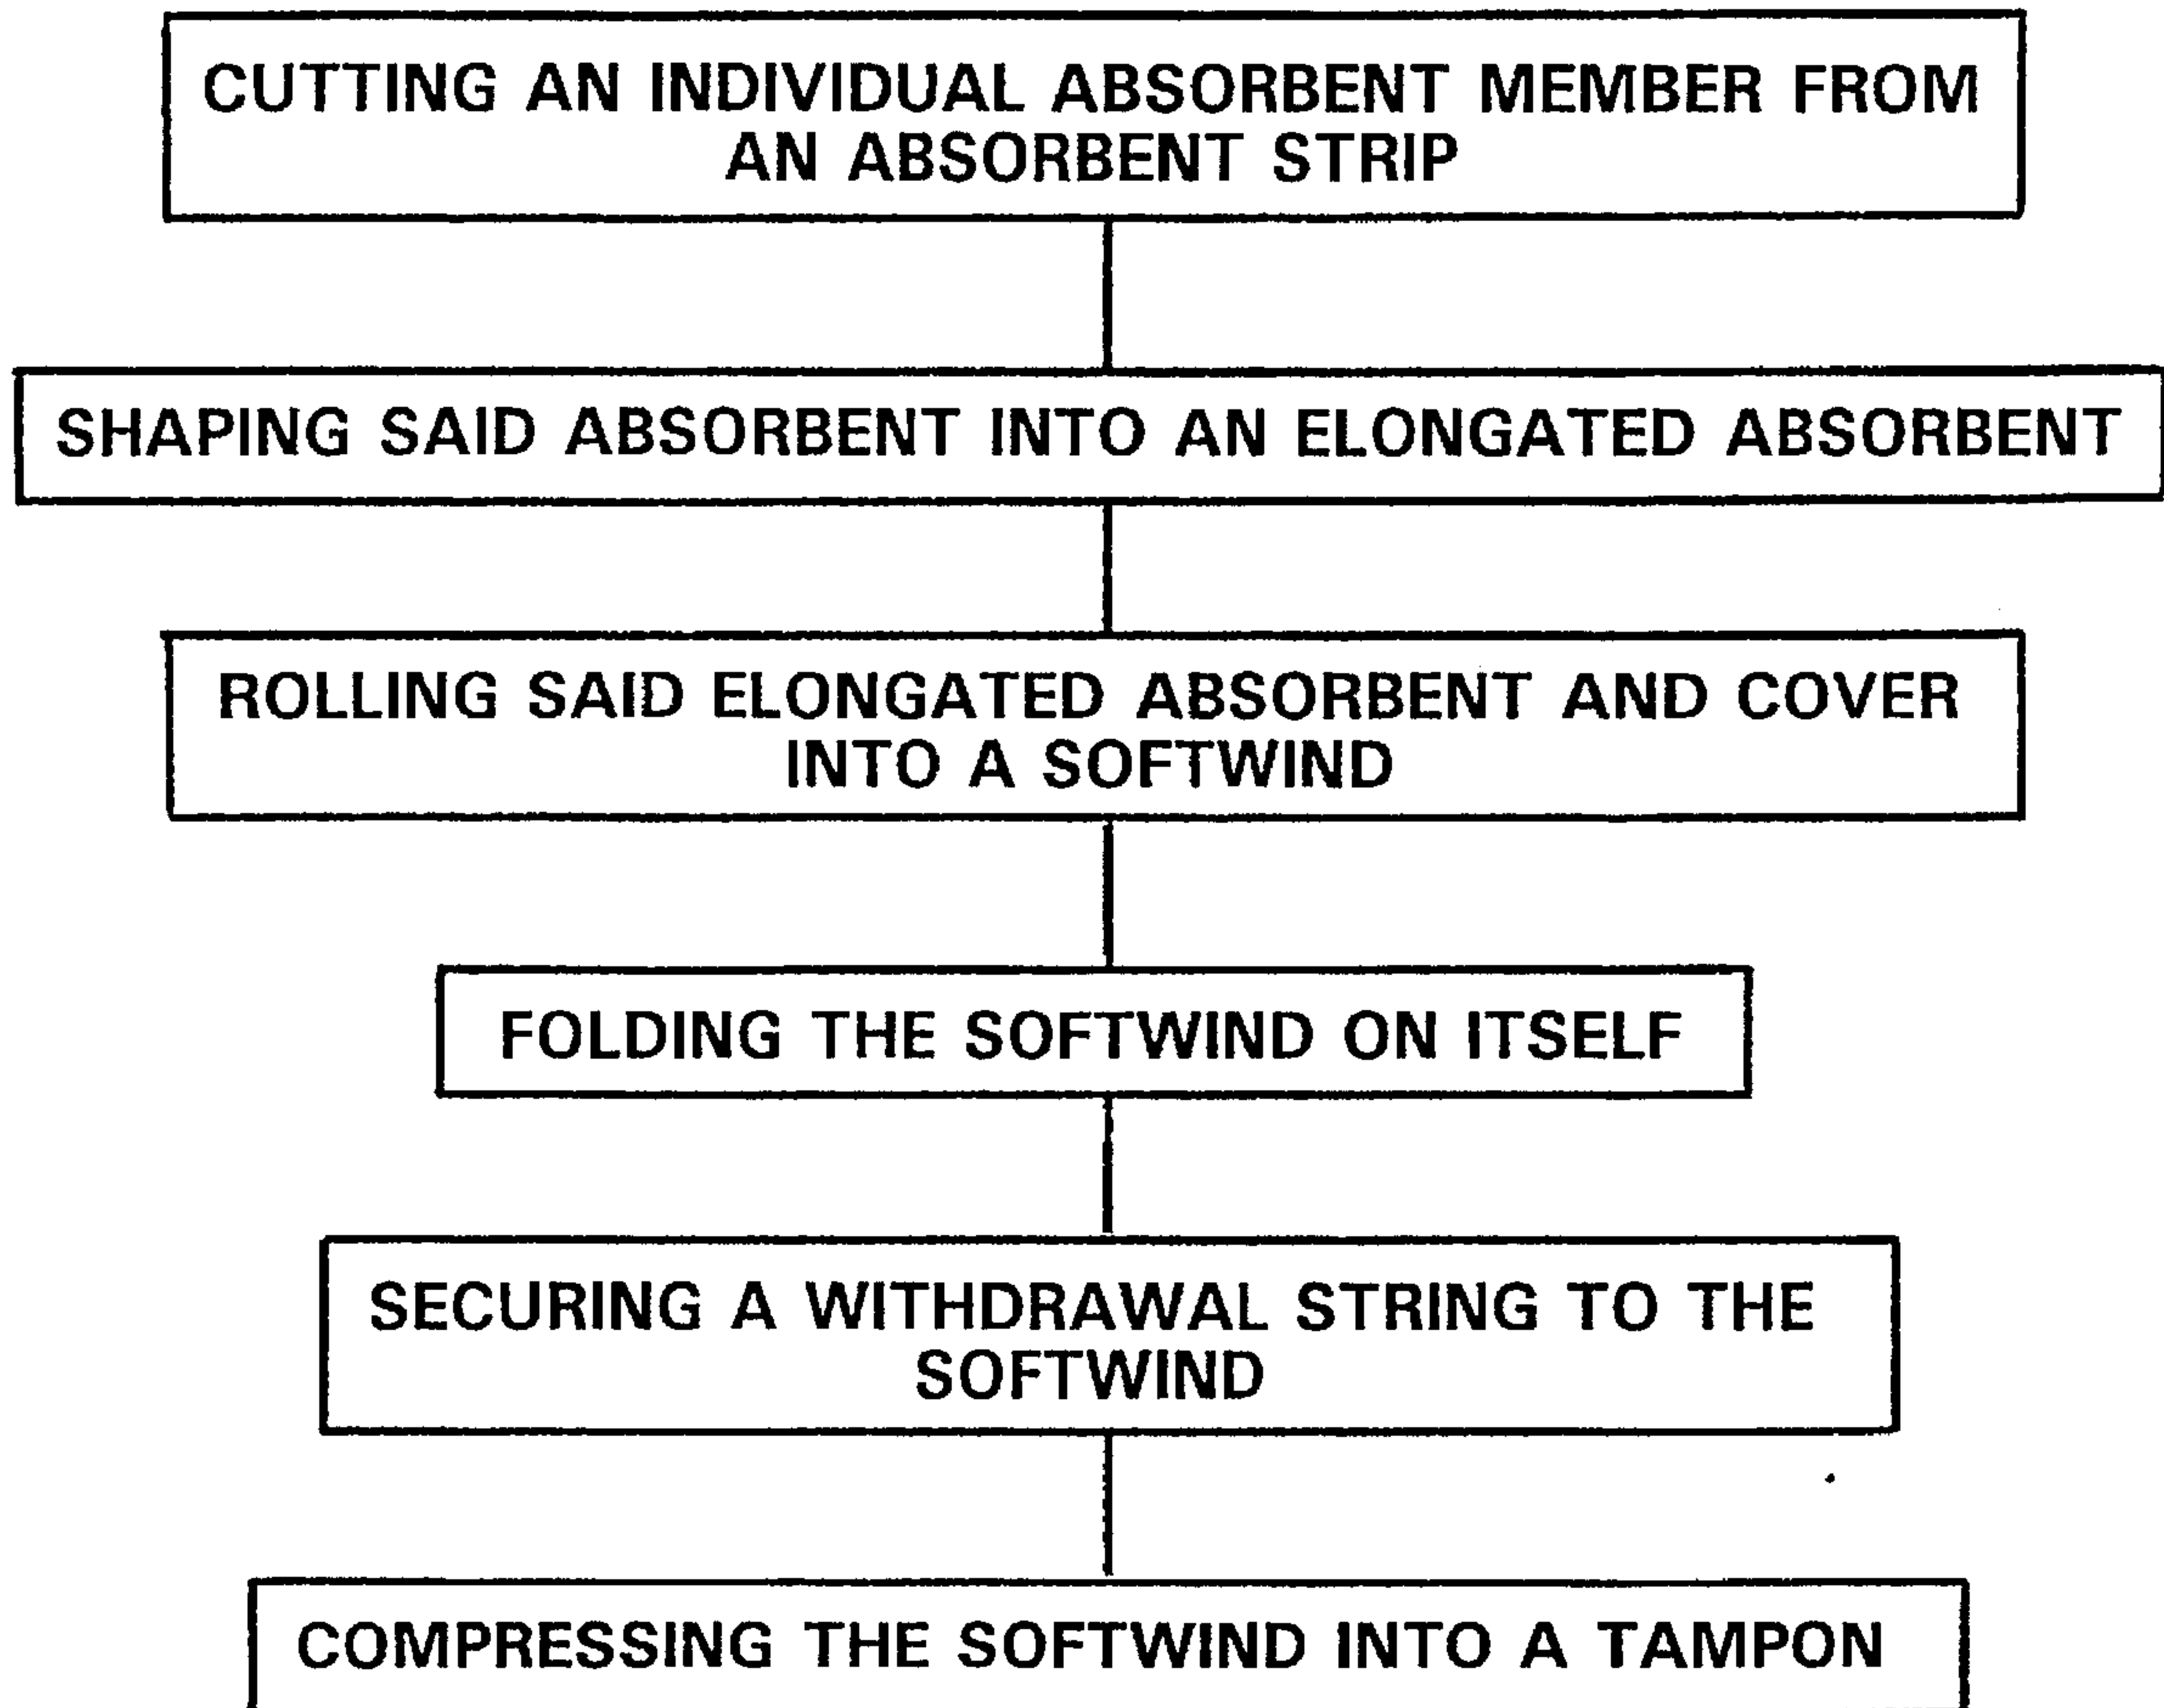 CUTTING AN INDIVIDUAL ABSORBENT MEMBER FROM
AN ABSORBENT STRIP
SHAPING SAID ABSORBENT INTO AN ELONGATED ABSORBENT
ROLLING SAID ELONGATED ABSORBENT AND COVER
INTO A SOFTWIND
FOLDING THE SOFTWIND ON ITSELF
SECURING A WITHDRAWAL STRING TO THE
SOFTWIND
COMPRESSING THE SOFTWIND INTO A TAMPON